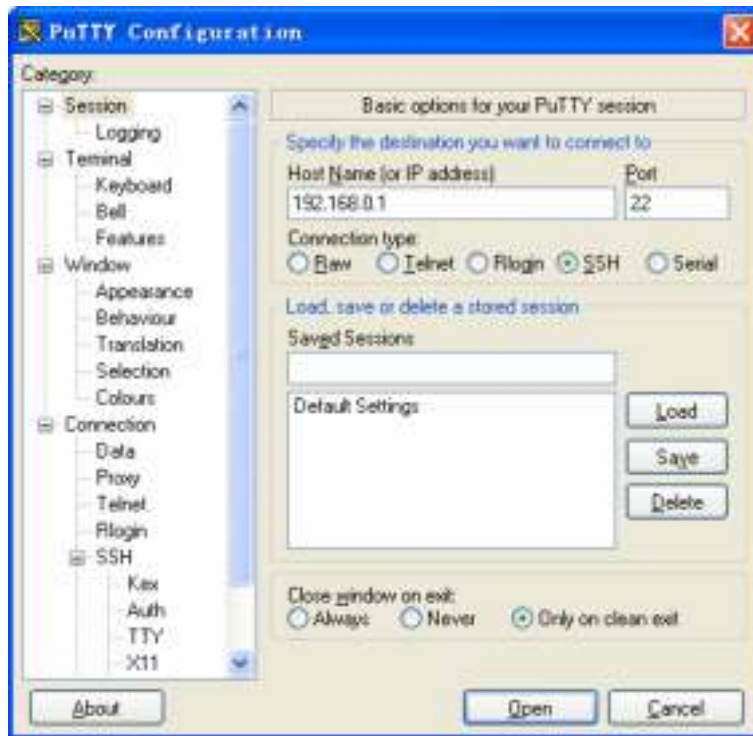 PuTTY Configuration
Category:
Session
Logging
Terminal
Keyboard
Bell
Features
Window
Appearance
Behaviour
Translation
Selection
Colours
Connection
Data
Proxy
Telnet
Rlogin
SSH
Kex
Auth
TTY
X11
Basic options for your PuTTY session
Specify the destination you want to connect to
Host Name (or IP address) Port
192.168.0.1 22
Connection type:
Raw Telnet Rlogin SSH Serial
Load, save or delete a stored session
Saved Sessions
Default Settings
Load
Save
Delete
Close window on exit:
Always Never Only on clean exit
About Open Cancel